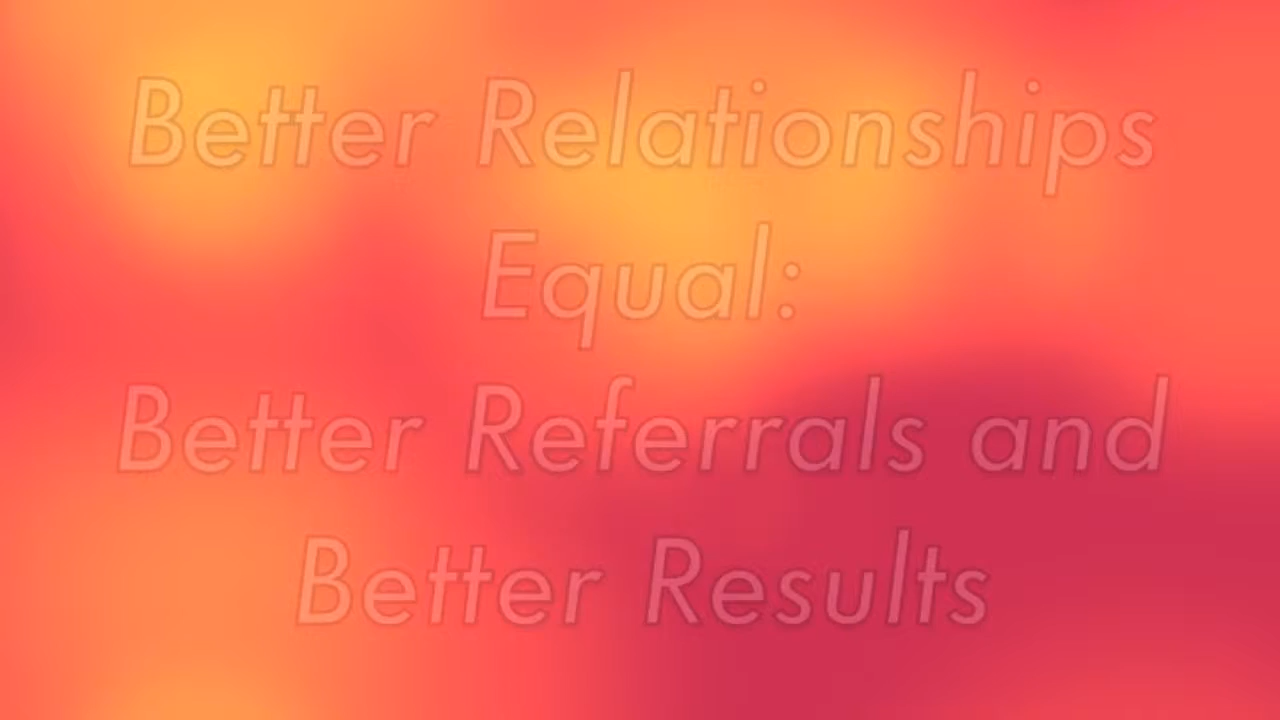 Better Relationships
Equal:
Better Referrals and
Better Results